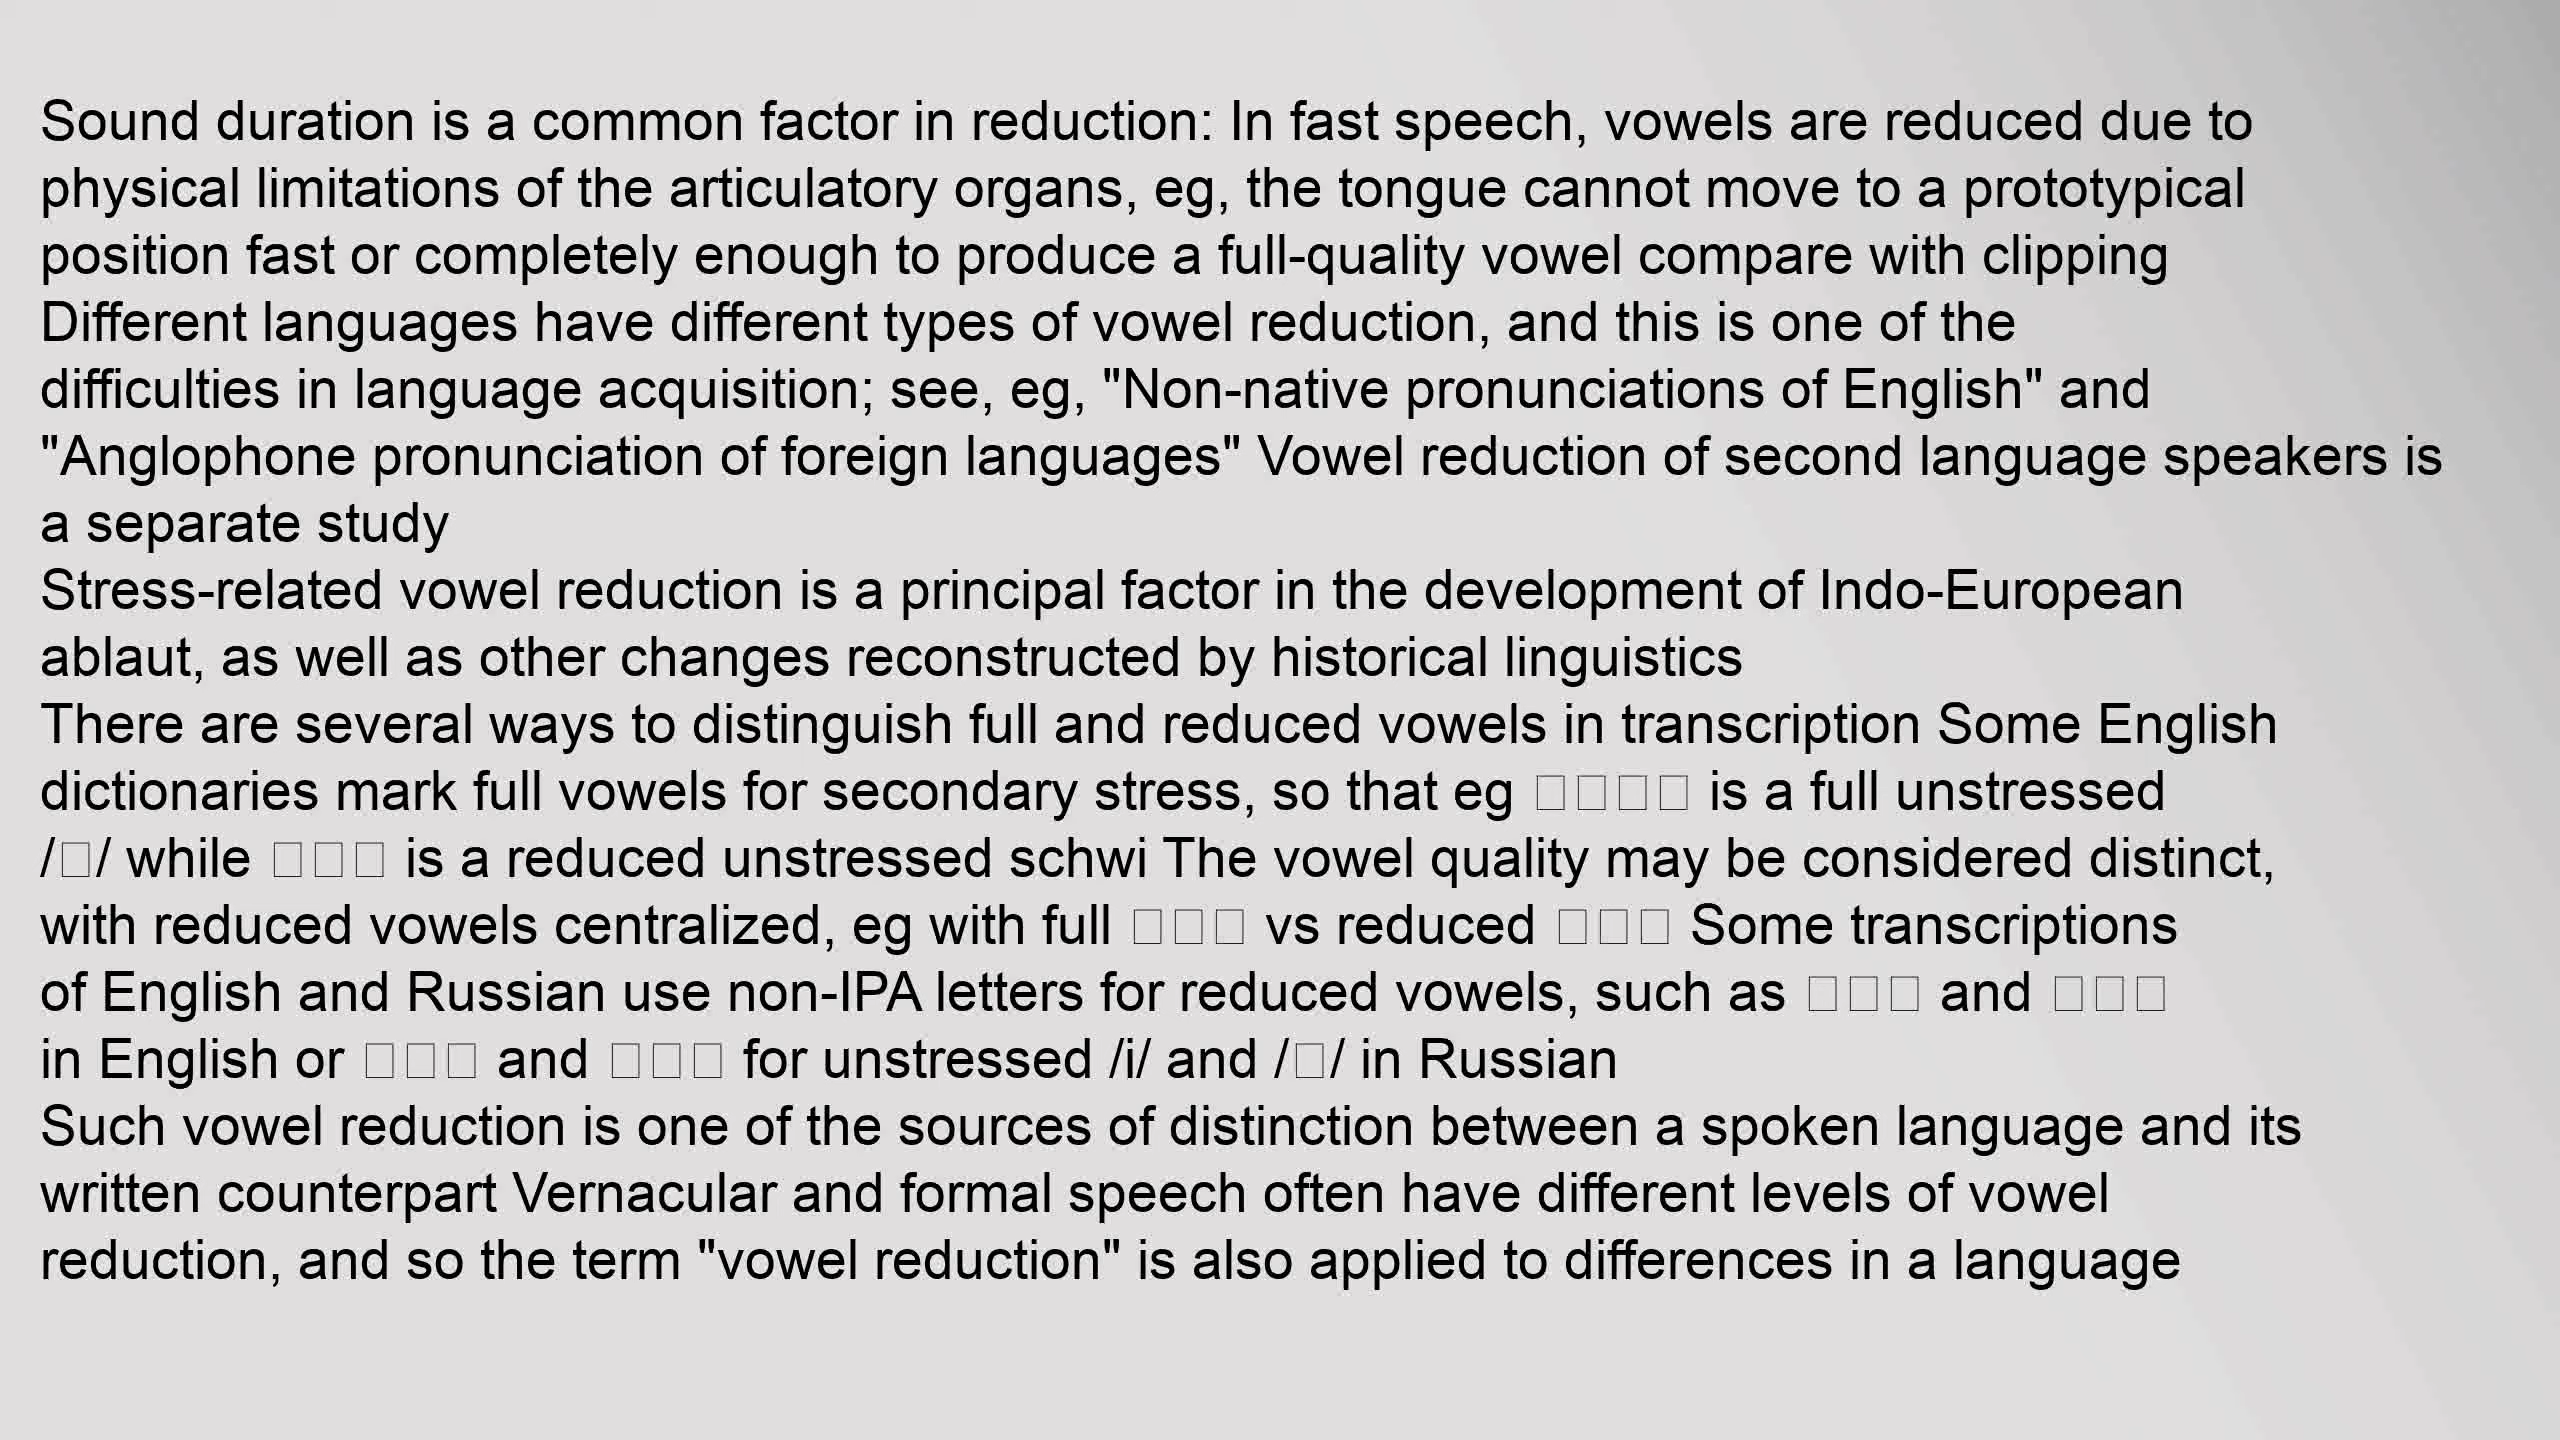 Sound duration is a common factor in reduction: In fast speech, vowels are reduced due to
physical limitations of the articulatory organs, eg, the tongue cannot move to a prototypical
position fast or completely enough to produce a full-quality vowel compare with clipping
Different languages have different types of vowel reduction, and this is one of the
difficulties in language acquisition; see, eg, "Non-native pronunciations of English" and
"Anglophone pronunciation of foreign languages" Vowel reduction of second language speakers is
a separate study
Stress-related vowel reduction is a principal factor in the development of Indo-European
ablaut, as well as other changes reconstructed by historical linguistics
There are several ways to distinguish full and reduced vowels in transcription Some English
dictionaries mark full vowels for secondary stress, so that eg □□□□ is a full unstressed
/□/ while □□□ is a reduced unstressed schwi The vowel quality may be considered distinct,
with reduced vowels centralized, eg with full □□□ vs reduced □□□ Some transcriptions
of English and Russian use non-IPA letters for reduced vowels, such as □□□ and □□□
in English or □□□ and □□□ for unstressed /i/ and /□/ in Russian
Such vowel reduction is one of the sources of distinction between a spoken language and its
written counterpart Vernacular and formal speech often have different levels of vowel
reduction, and so the term "vowel reduction" is also applied to differences in a language